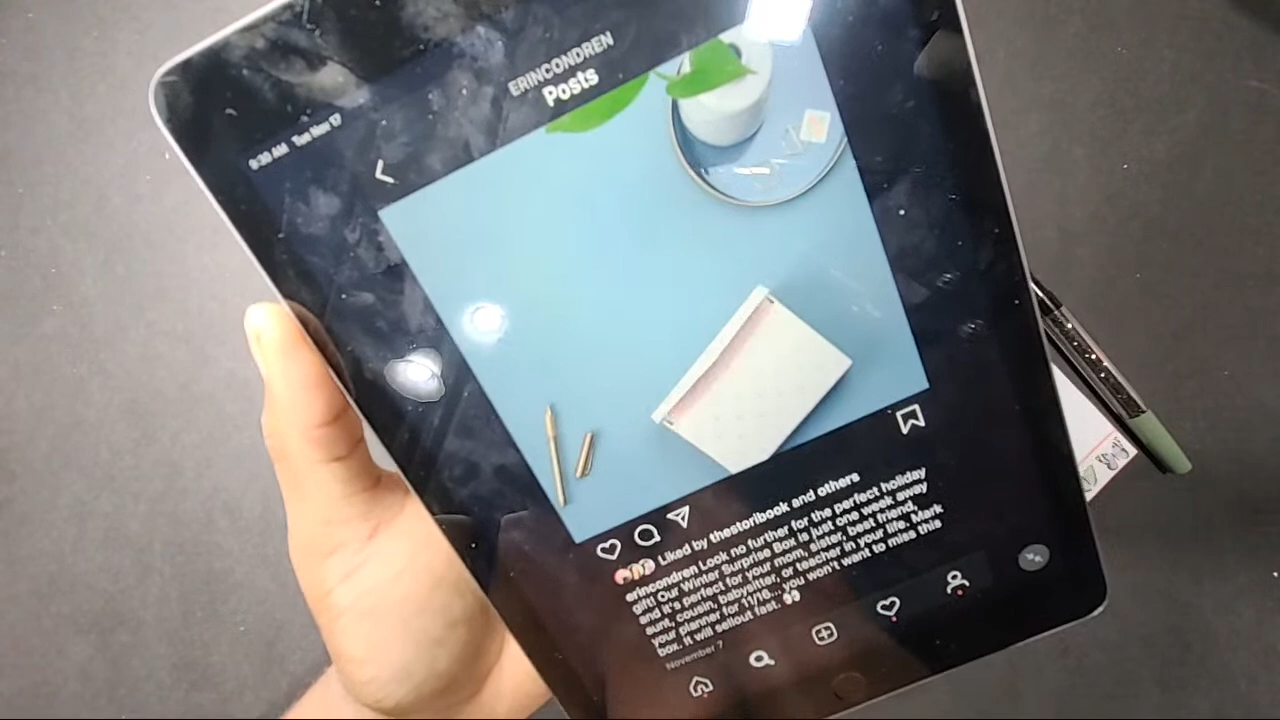 9:20 AM Tue Nov 17
ERINCONDREN
Posts
Liked by thestoribook and others
erincondren Look no further for the perfect holiday
gift! Our Winter Surprise Box is just one week away
and it's perfect for your mom, sister, best friend,
aunt, cousin, babysitter, or teacher in your life. Mark
your planner for 11/16... you won't want to miss this
box. It will sellout fast. 👀
November 7